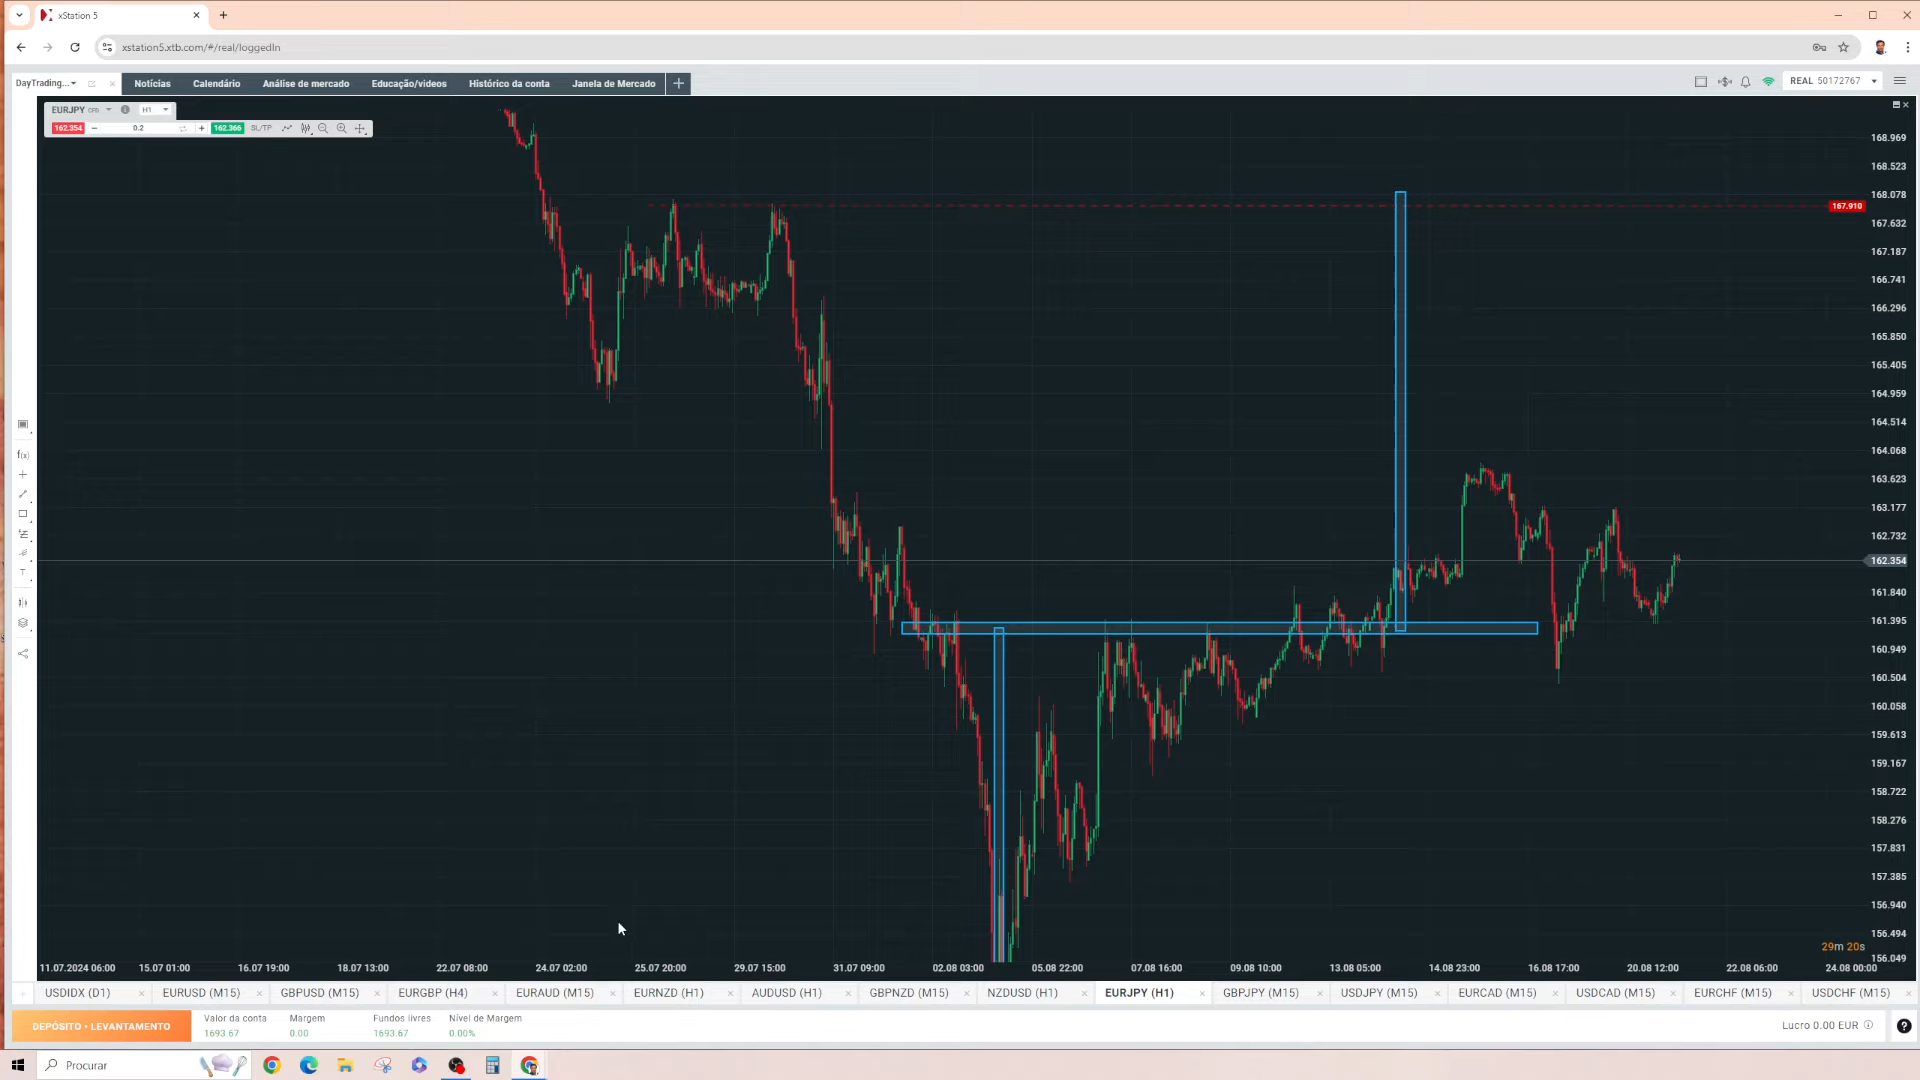 xStation 5
xstation5.xtb.com/#/real/loggedIn
DayTrading...
Notícias
Calendário
Análise de mercado
Educação/videos
Histórico da conta
Janela de Mercado
REAL 50172767
EURJPY CFD H1
162.354 − 0.2 + 162.366 SL/TP
168.969
168.523
168.078
167.910
167.632
167.187
166.741
166.296
165.850
165.405
164.959
164.514
164.068
163.623
163.177
162.732
162.354
161.840
161.395
160.949
160.504
160.058
159.613
159.167
158.722
158.276
157.831
157.385
156.940
156.494
156.049
f(x)
T
29m 20s
11.07.2024 06:00 15.07 01:00 16.07 19:00 18.07 13:00 22.07 08:00 24.07 02:00 25.07 20:00 29.07 15:00 31.07 09:00 02.08 03:00 05.08 22:00 07.08 16:00 09.08 10:00 13.08 05:00 14.08 23:00 16.08 17:00 20.08 12:00 22.08 06:00 24.08 00:00
USDIDX (D1) EURUSD (M15) GBPUSD (M15) EURGBP (H4) EURAUD (M15) EURNZD (H1) AUDUSD (H1) GBPNZD (M15) NZDUSD (H1) EURJPY (H1) GBPJPY (M15) USDJPY (M15) EURCAD (M15) USDCAD (M15) EURCHF (M15) USDCHF (M15)
DEPÓSITO • LEVANTAMENTO
Valor da conta Margem Fundos livres Nível de Margem
1693.67 0.00 1693.67 0.00%
Lucro 0.00 EUR
Procurar